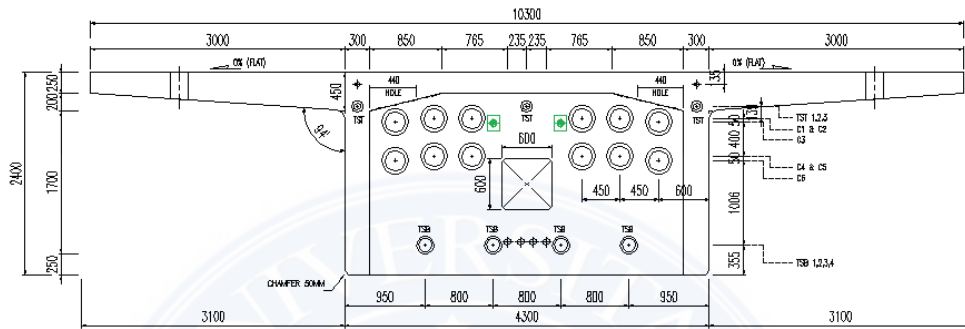 10300
3000 300 850 765 235 235 765 850 300 3000
0% (FLAT) 0% (FLAT)
250 200 450 440 440 35
HOLE HOLE
TST TST TST
TST 1,2,3
C1 & C2
C3
C4 & C5
C6
94°
600
600
450 450 600
50 400 50 1006 355
2400 1700 250
TSB TSB TSB TSB
TSB 1,2,3,4
CHAMFER 50MM
950 800 800 800 950
3100 4300 3100
UNIVERSITA